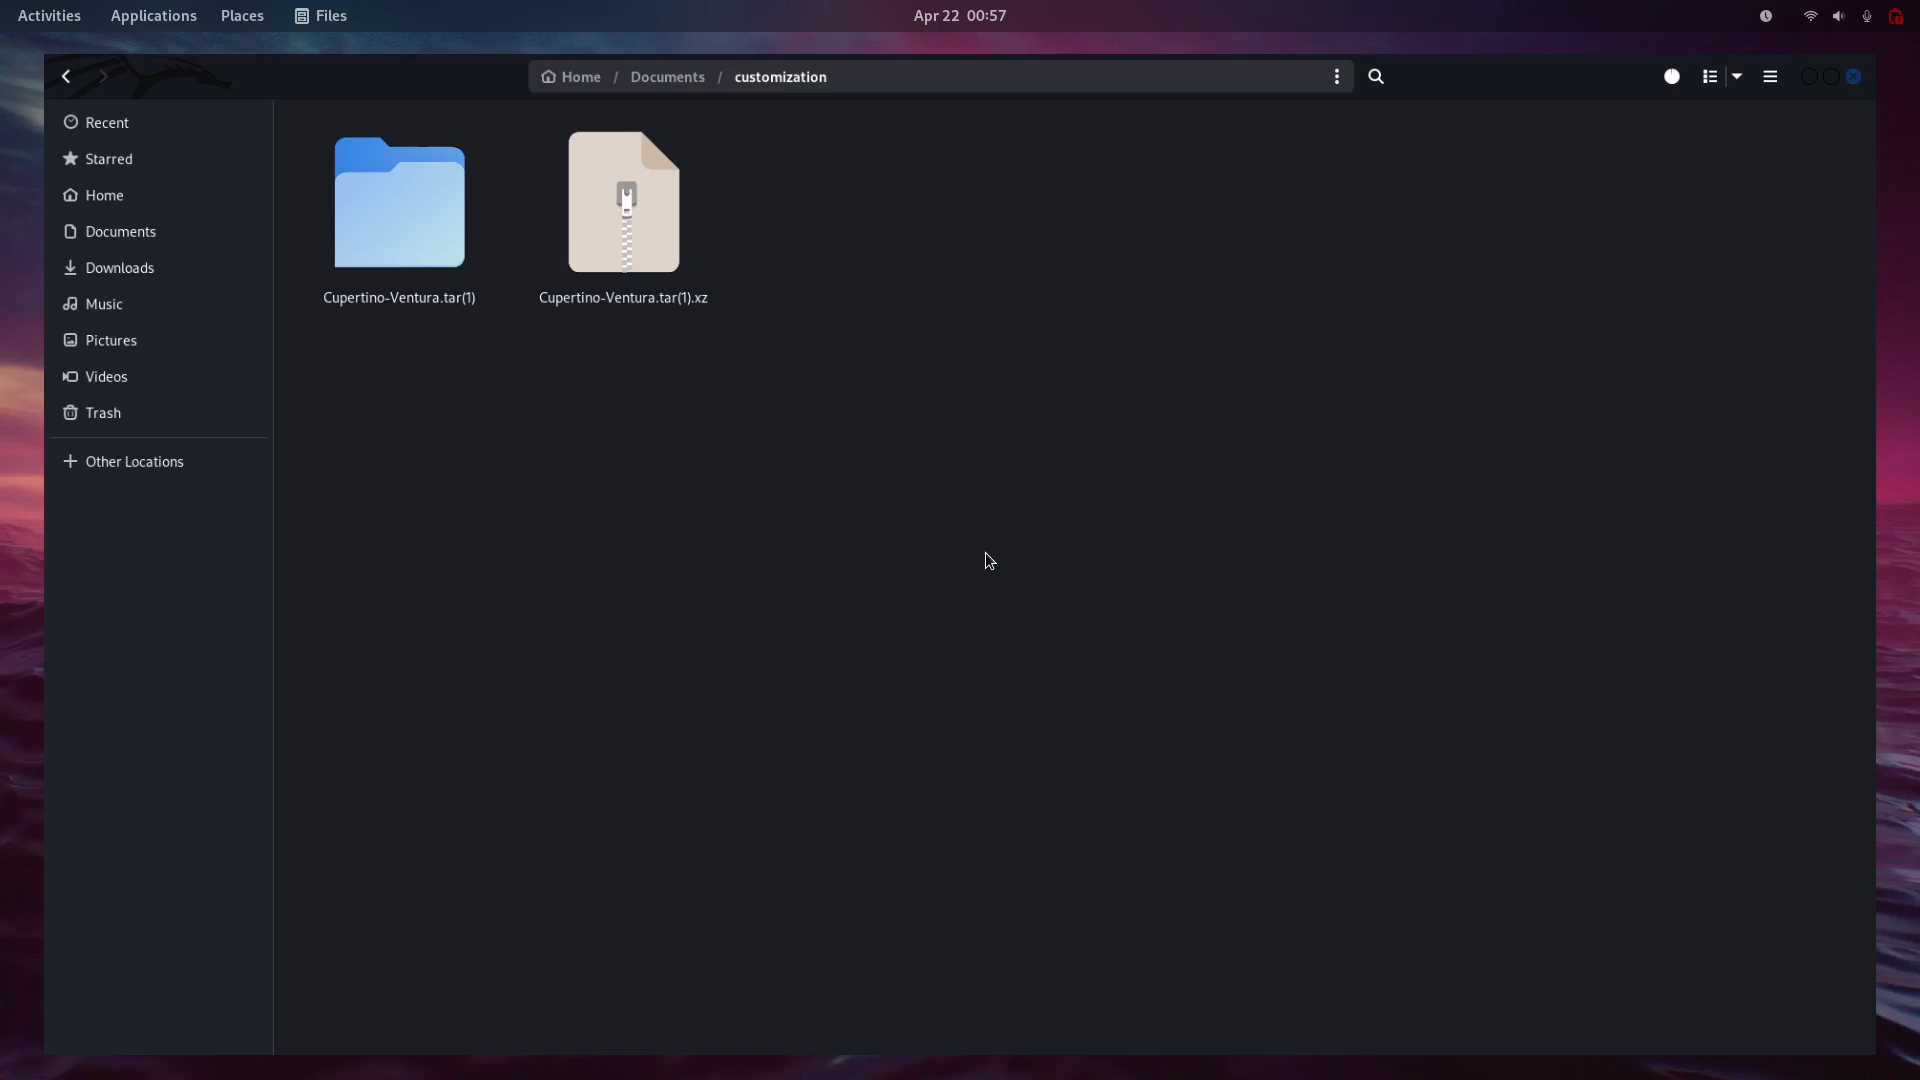 Activities Applications Places Files Apr 22 00:57
Home / Documents / customization
Recent
Starred
Home
Documents
Downloads
Music
Pictures
Videos
Trash
Other Locations
Cupertino-Ventura.tar(1) Cupertino-Ventura.tar(1).xz